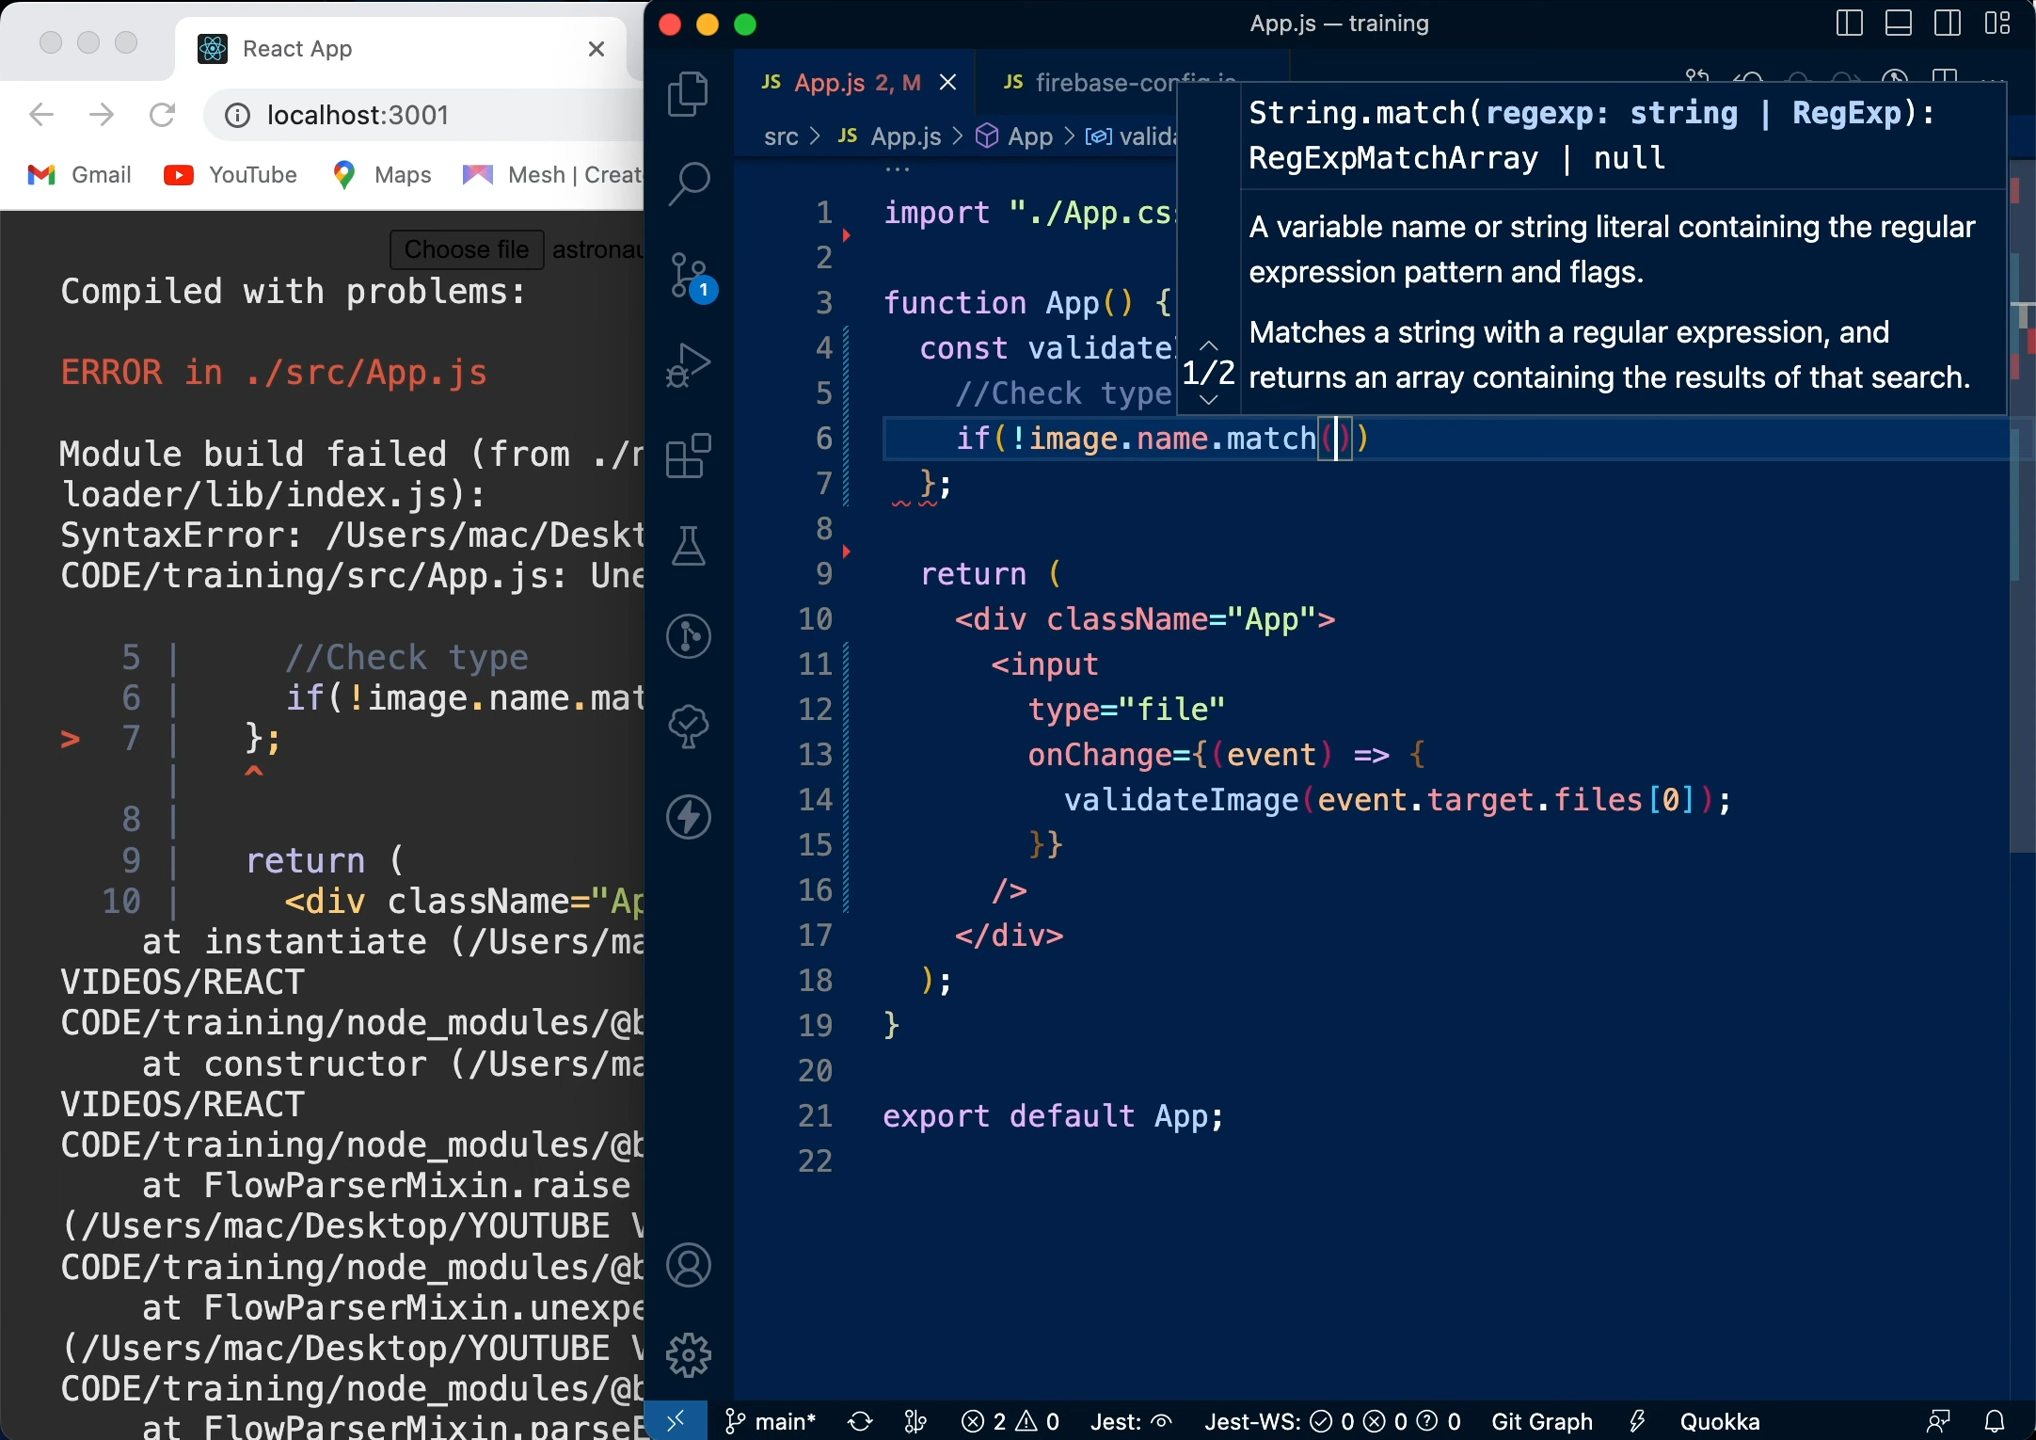 React App
localhost:3001
Gmail
YouTube
Maps
Mesh | Creat
Choose file astronau
Compiled with problems:
ERROR in ./src/App.js
Module build failed (from ./n
loader/lib/index.js):
SyntaxError: /Users/mac/Deskt
CODE/training/src/App.js: Une
5 | //Check type
6 | if(!image.name.mat
> 7 | };
| ^
8 |
9 | return (
10 | <div className="Ap
at instantiate (/Users/ma
VIDEOS/REACT
CODE/training/node_modules/@b
at constructor (/Users/ma
VIDEOS/REACT
CODE/training/node_modules/@b
at FlowParserMixin.raise
(/Users/mac/Desktop/YOUTUBE V
CODE/training/node_modules/@b
at FlowParserMixin.unexpe
(/Users/mac/Desktop/YOUTUBE V
CODE/training/node_modules/@b
at FlowParserMixin.parseE
App.js — training
JS App.js 2, M
JS firebase-config.js
src > JS App.js > App > valida
String.match(regexp: string | RegExp):
RegExpMatchArray | null
A variable name or string literal containing the regular
expression pattern and flags.
Matches a string with a regular expression, and
1/2 returns an array containing the results of that search.
1 import "./App.cs
2
3 function App() {
4 const validate
5 //Check type
6 if(!image.name.match())
7 };
8
9 return (
10 <div className="App">
11 <input
12 type="file"
13 onChange={(event) => {
14 validateImage(event.target.files[0]);
15 }}
16 />
17 </div>
18 );
19 }
20
21 export default App;
22
1
main* 2 0 Jest: Jest-WS: 0 0 0 Git Graph Quokka